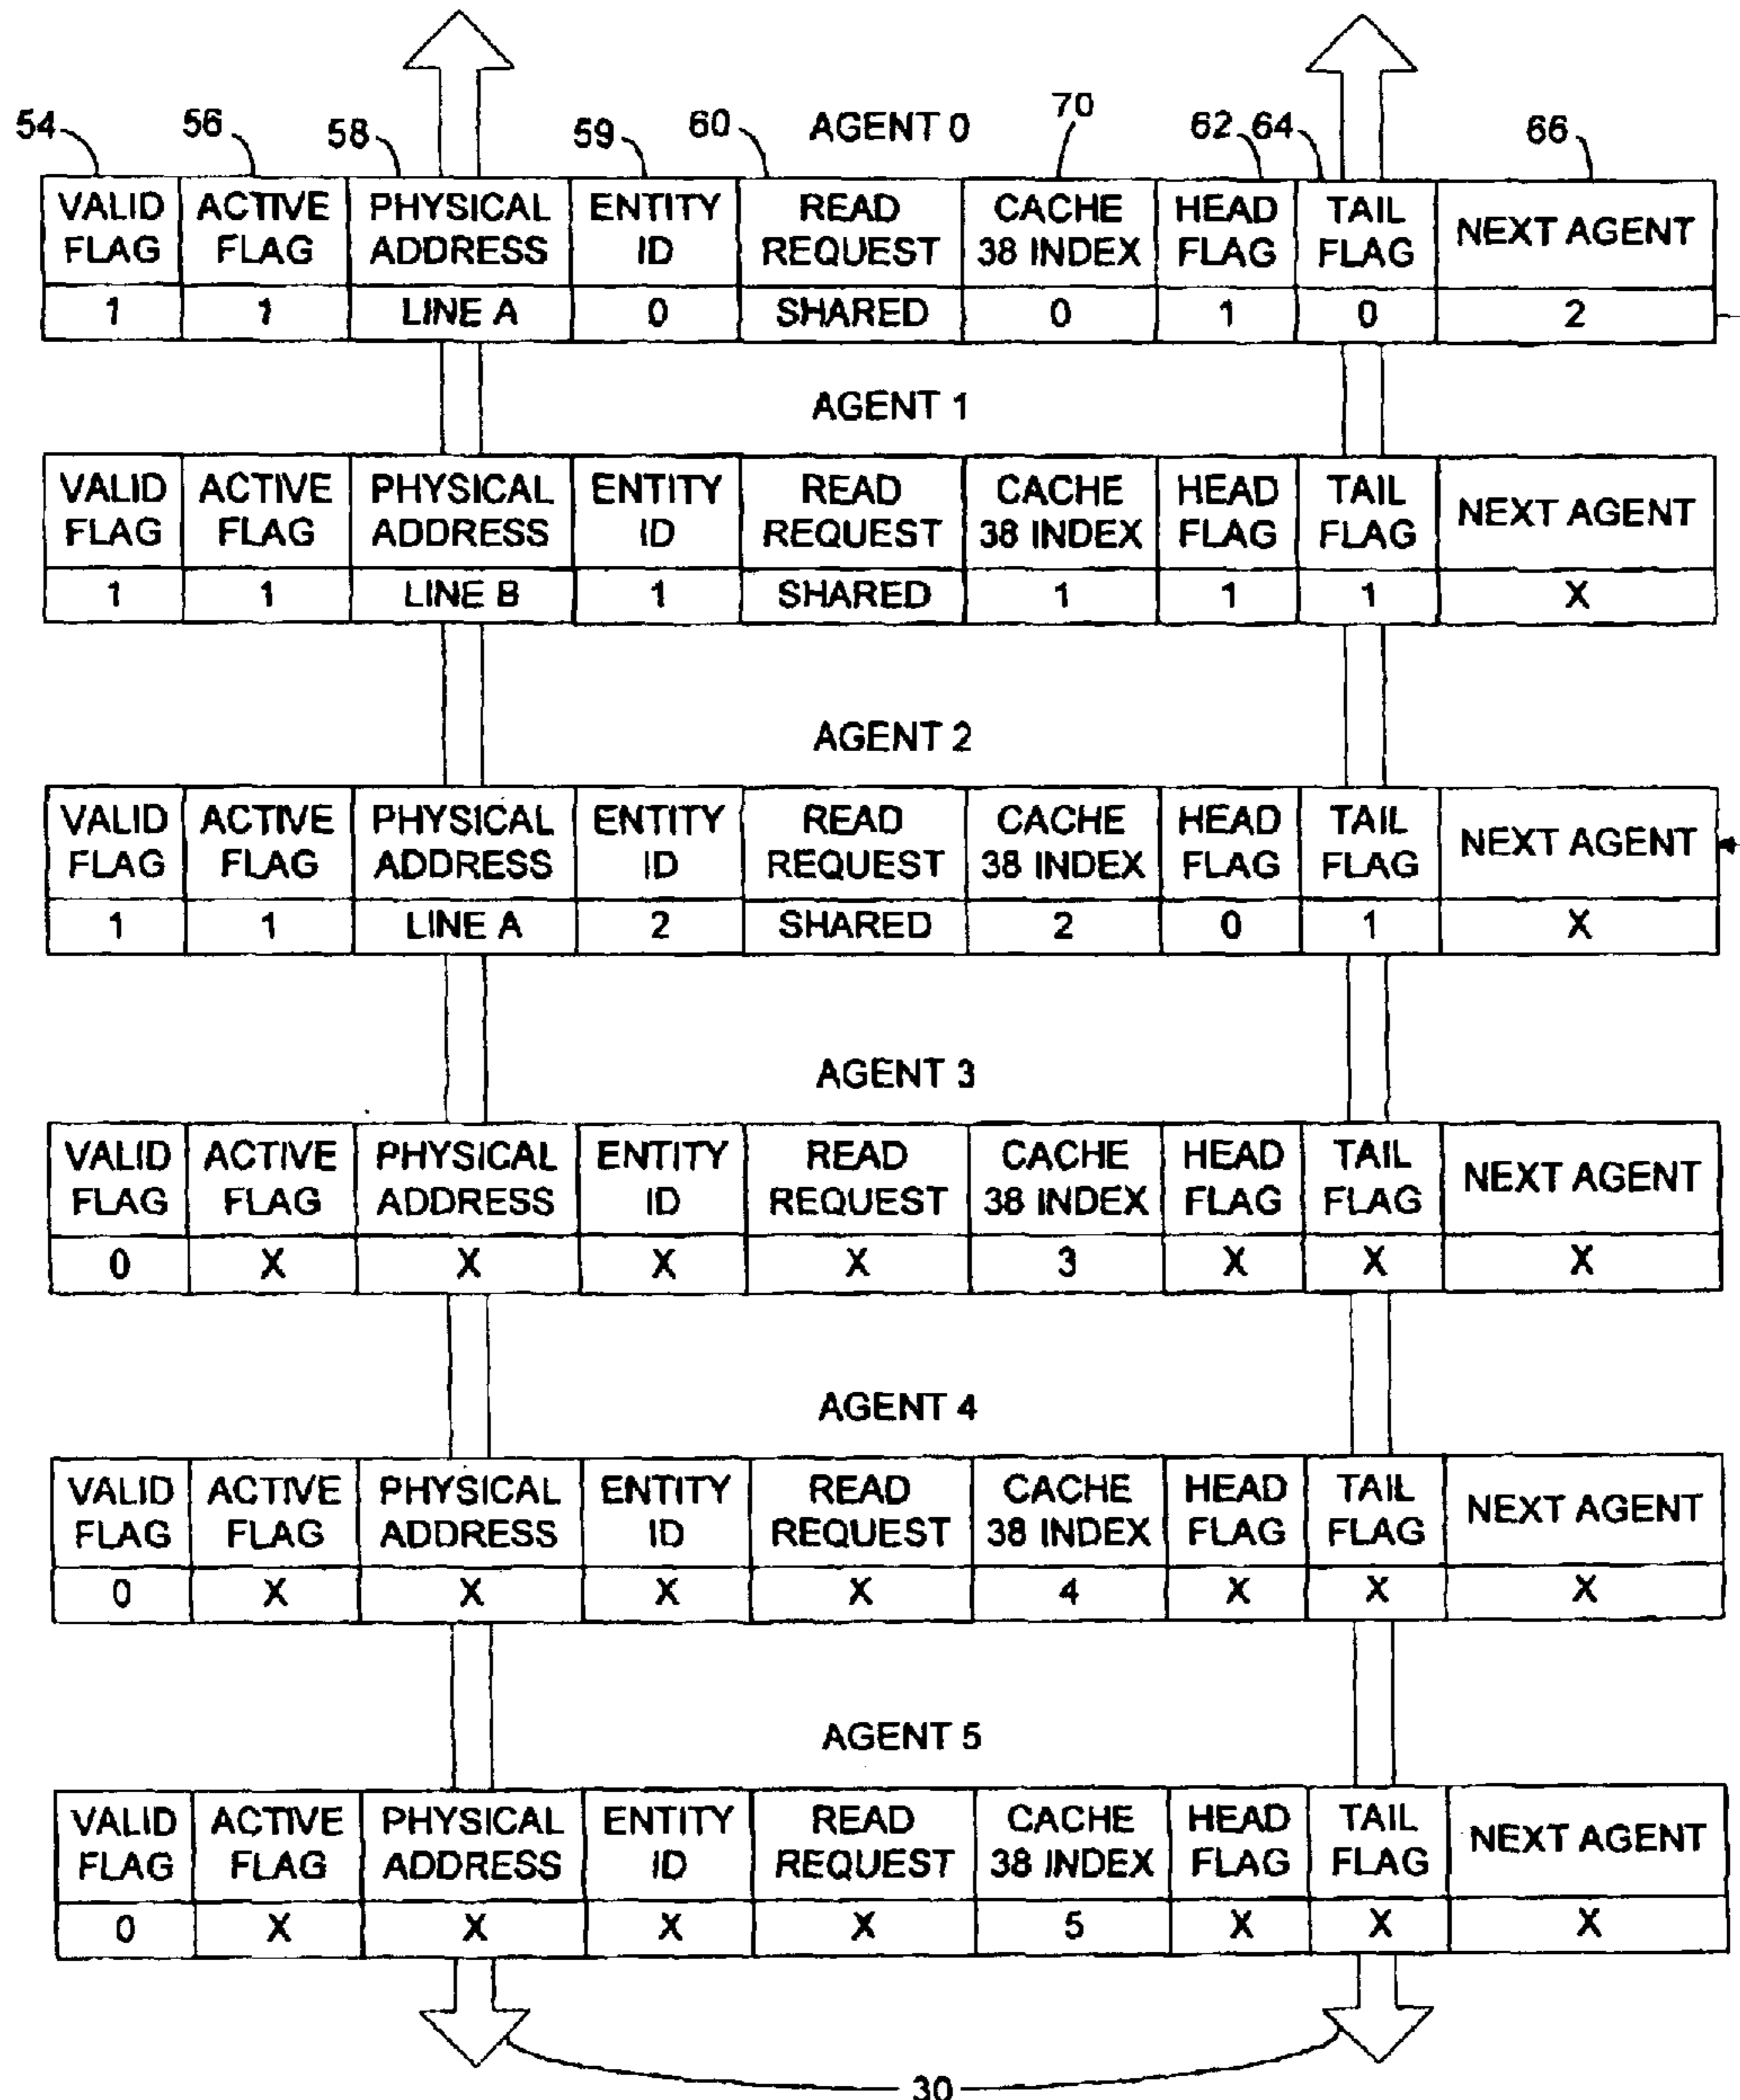 54 56 58 59 60 AGENT 0 70 62 64 66
VALID FLAG ACTIVE FLAG PHYSICAL ADDRESS ENTITY ID READ REQUEST CACHE 38 INDEX HEAD FLAG TAIL FLAG NEXT AGENT
1 1 LINE A 0 SHARED 0 1 0 2
AGENT 1
VALID FLAG ACTIVE FLAG PHYSICAL ADDRESS ENTITY ID READ REQUEST CACHE 38 INDEX HEAD FLAG TAIL FLAG NEXT AGENT
1 1 LINE B 1 SHARED 1 1 1 X
AGENT 2
VALID FLAG ACTIVE FLAG PHYSICAL ADDRESS ENTITY ID READ REQUEST CACHE 38 INDEX HEAD FLAG TAIL FLAG NEXT AGENT
1 1 LINE A 2 SHARED 2 0 1 X
AGENT 3
VALID FLAG ACTIVE FLAG PHYSICAL ADDRESS ENTITY ID READ REQUEST CACHE 38 INDEX HEAD FLAG TAIL FLAG NEXT AGENT
0 X X X X 3 X X X
AGENT 4
VALID FLAG ACTIVE FLAG PHYSICAL ADDRESS ENTITY ID READ REQUEST CACHE 38 INDEX HEAD FLAG TAIL FLAG NEXT AGENT
0 X X X X 4 X X X
AGENT 5
VALID FLAG ACTIVE FLAG PHYSICAL ADDRESS ENTITY ID READ REQUEST CACHE 38 INDEX HEAD FLAG TAIL FLAG NEXT AGENT
0 X X X X 5 X X X
30